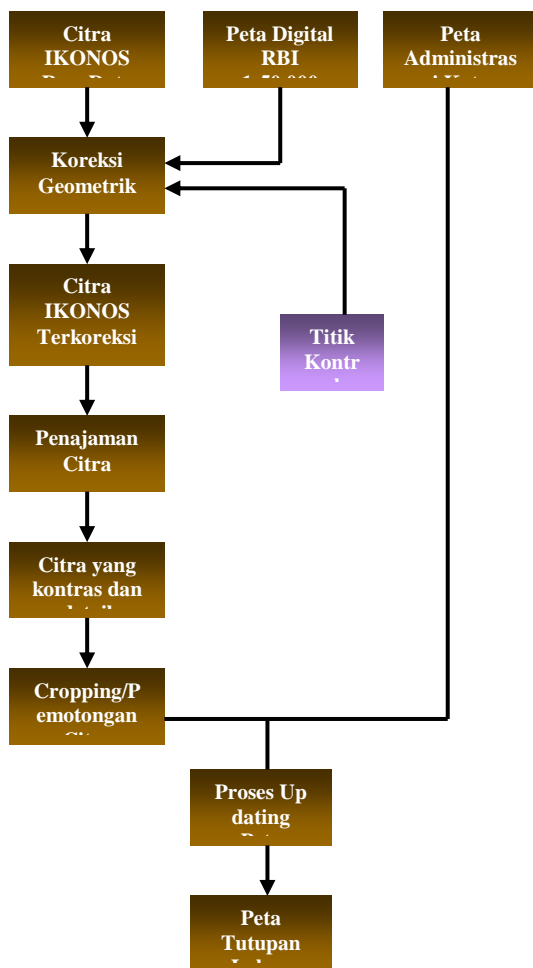 Citra
IKONOS
Peta Digital
RBI
Peta
Administras
Koreksi
Geometrik
Citra
IKONOS
Terkoreksi
Titik
Kontr
Penajaman
Citra
Citra yang
kontras dan
Cropping/P
emotongan
Proses Up
dating
Peta
Tutupan